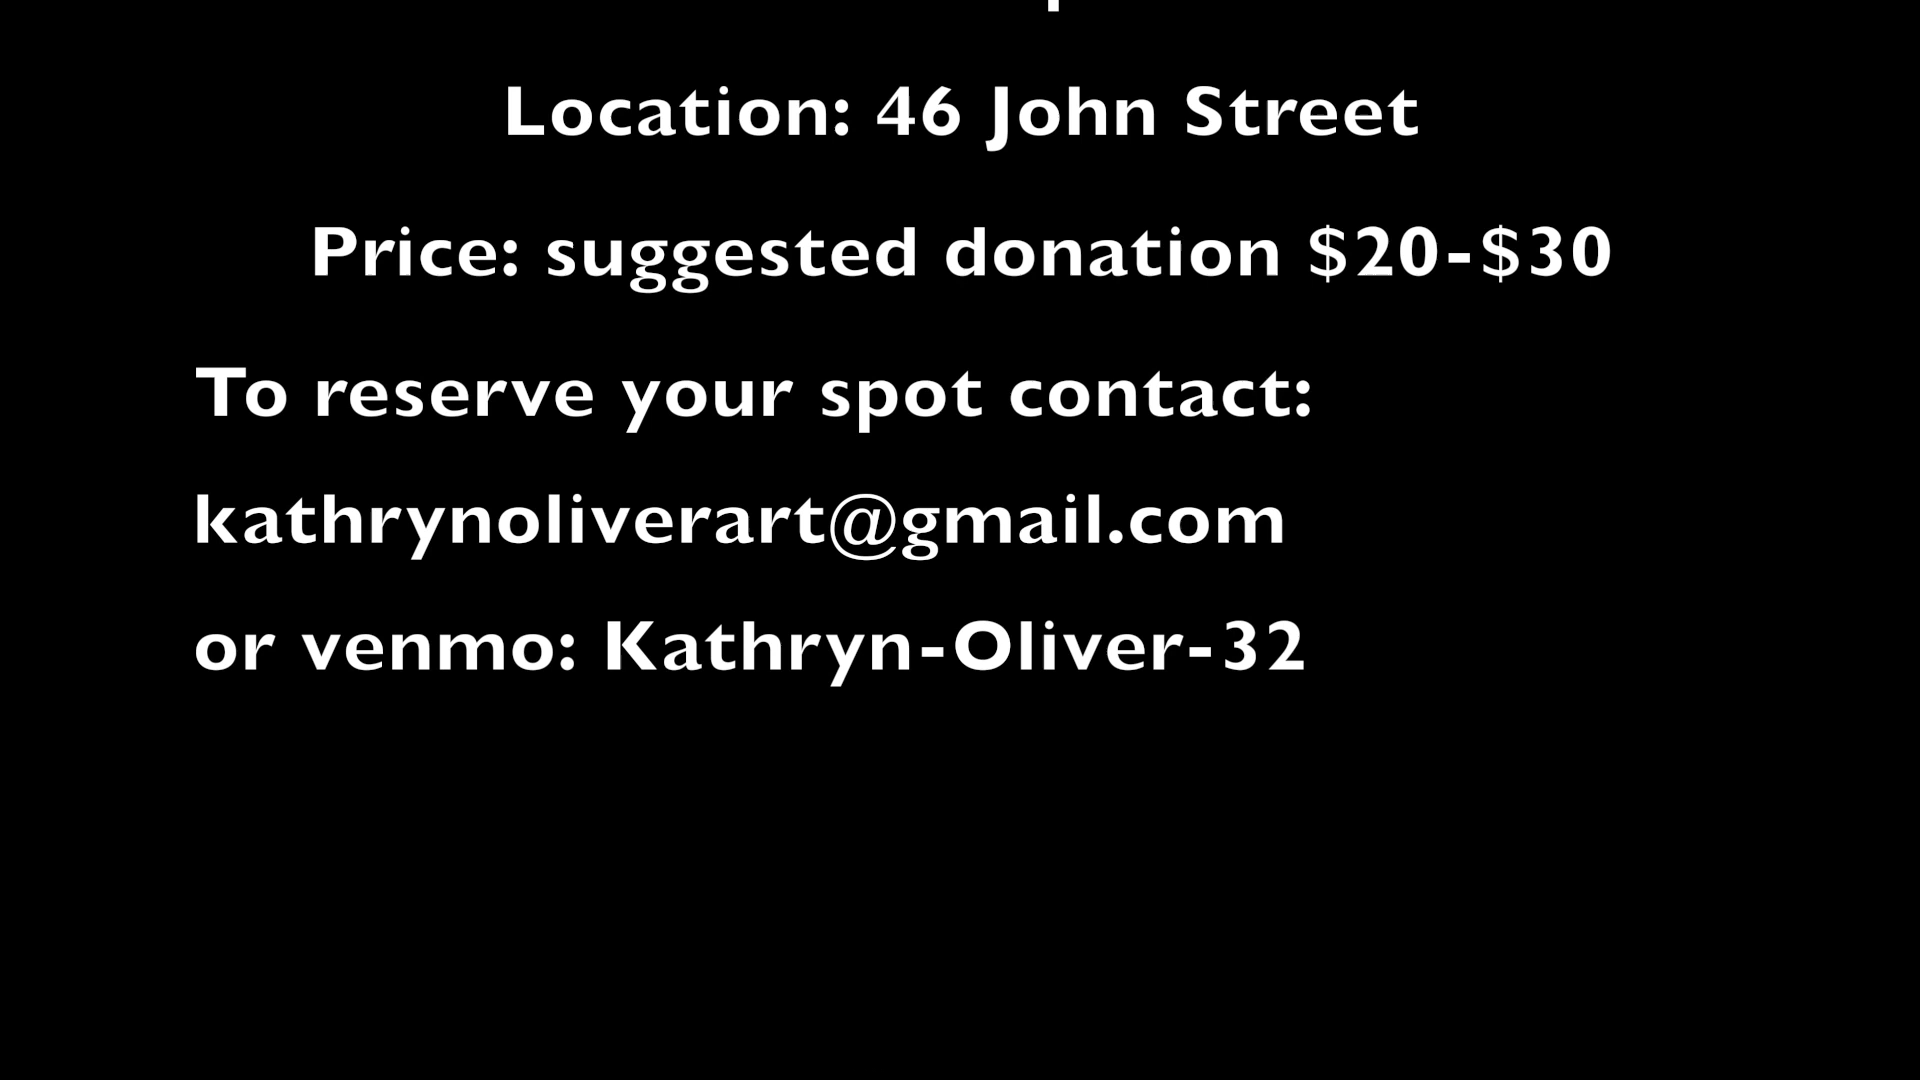 Location: 46 John Street
Price: suggested donation $20-$30
To reserve your spot contact:
kathrynoliverart@gmail.com
or venmo: Kathryn-Oliver-32